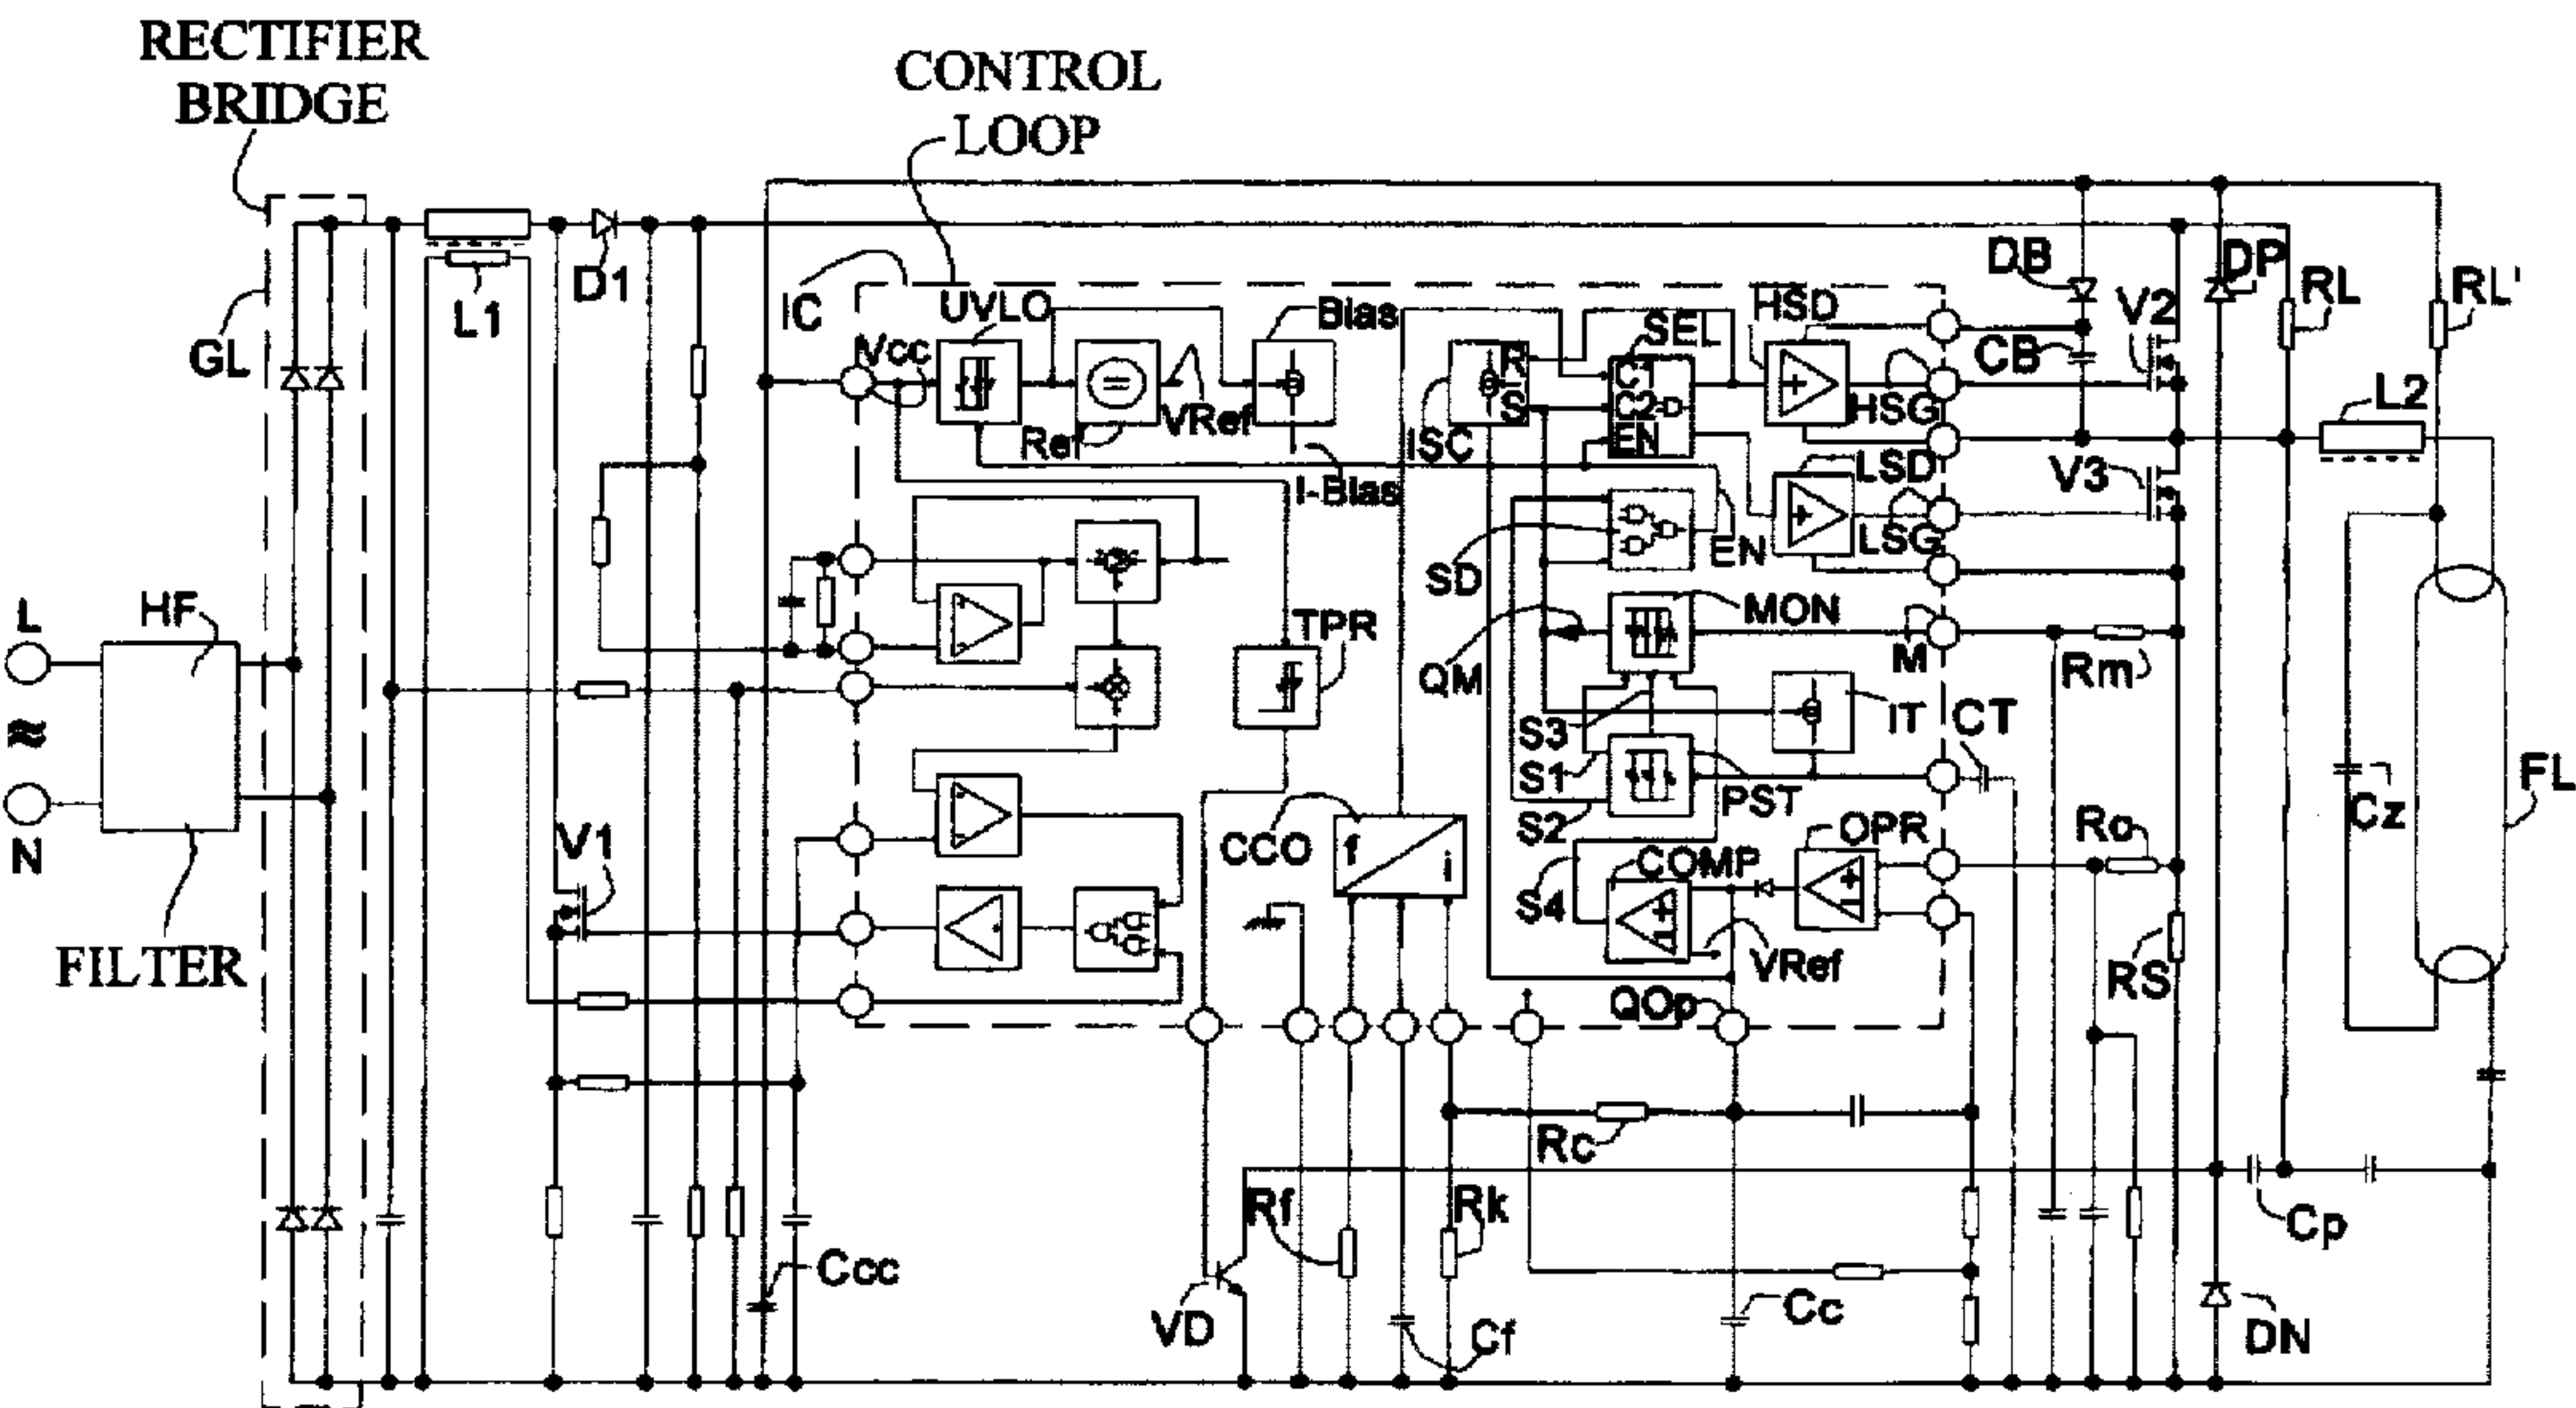 RECTIFIER
BRIDGE
CONTROL
LOOP
GL
L1
D1
IC
UVLO
Bias
HSD
SEL
DB
V2
DP
RL
RL'
Vcc
Ref
VRef
I-Bias
ISC
R
S
C1
C2
EN
HSG
CB
L2
LSD
LSG
V3
SD
EN
L
HF
N
FILTER
TPR
QM
MON
M
Rm
S3
S1
S2
S4
IT
CT
PST
CCO
f
i
COMP
OPR
VRef
QOp
Ro
RS
Cz
FL
V1
Rc
Rf
Rk
Cp
Ccc
VD
Cf
Cc
DN